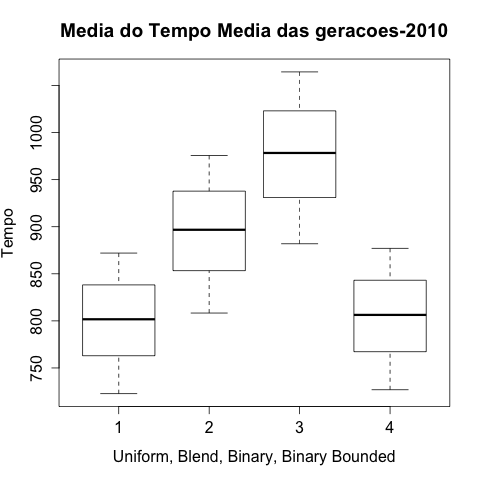 Media do Tempo Media das geracoes-2010
Tempo
1000
950
900
850
800
750
1 2 3 4
Uniform, Blend, Binary, Binary Bounded